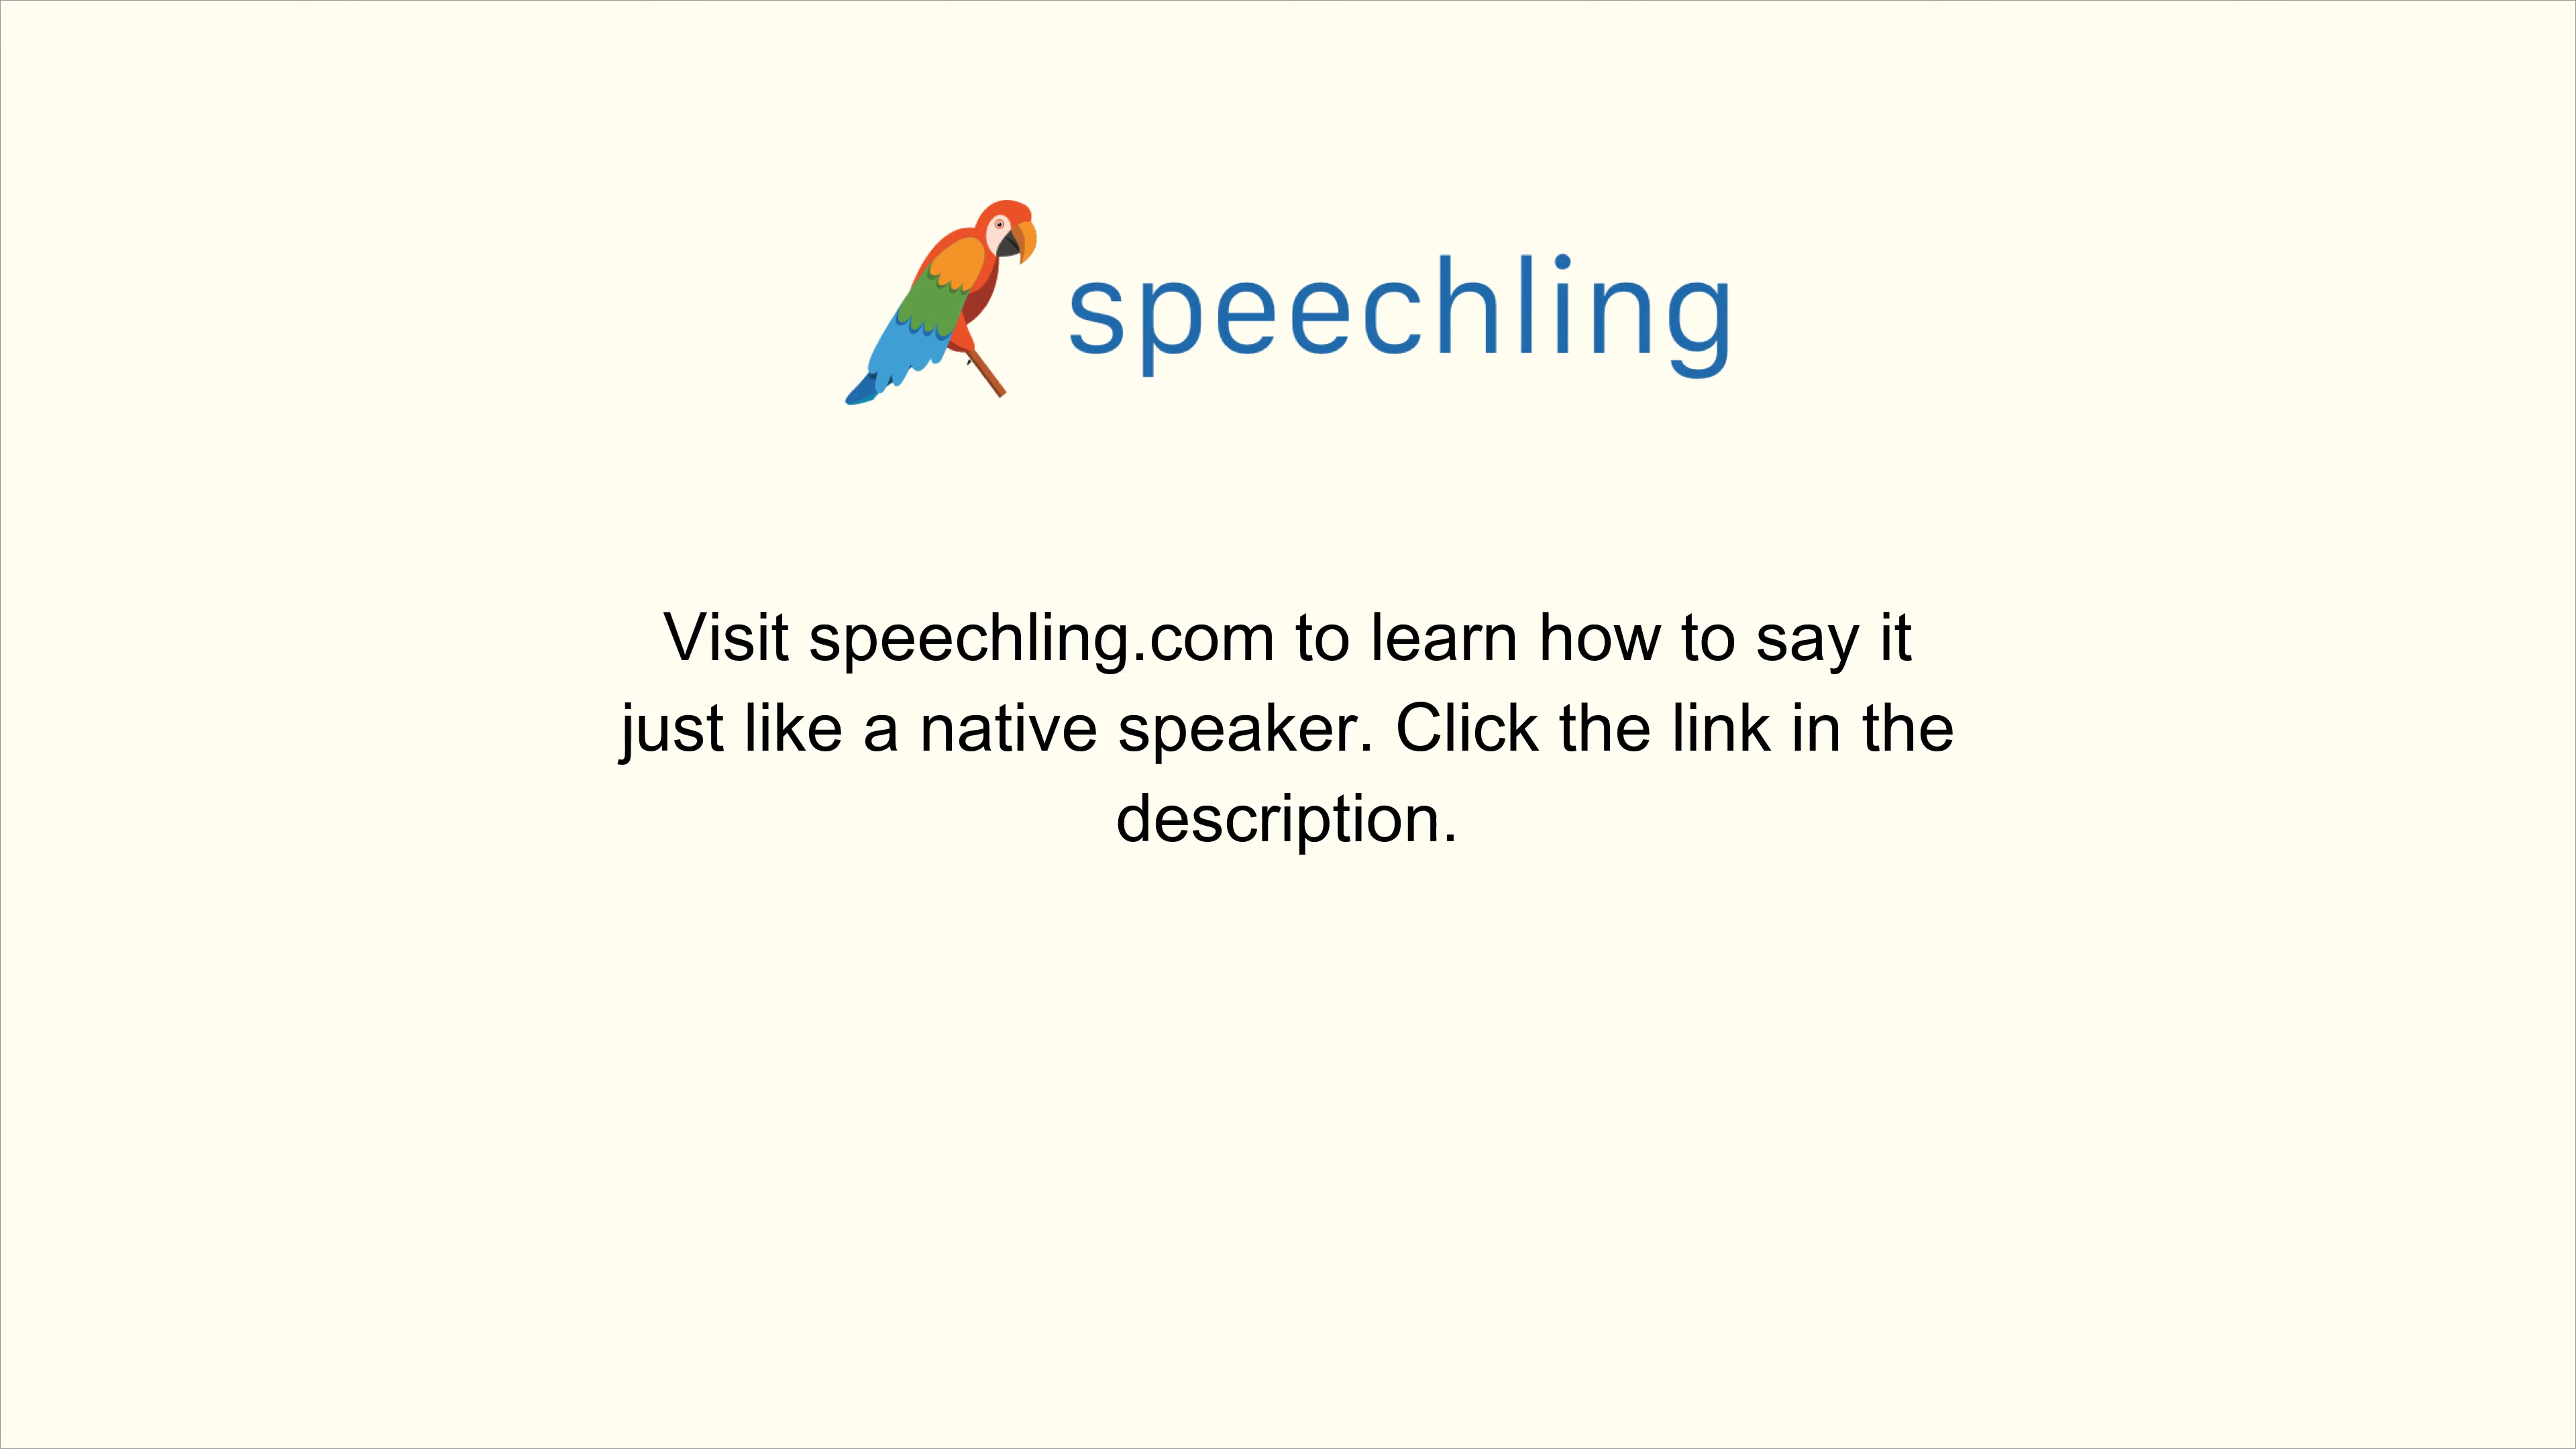 speechling
Visit speechling.com to learn how to say it
just like a native speaker. Click the link in the
description.